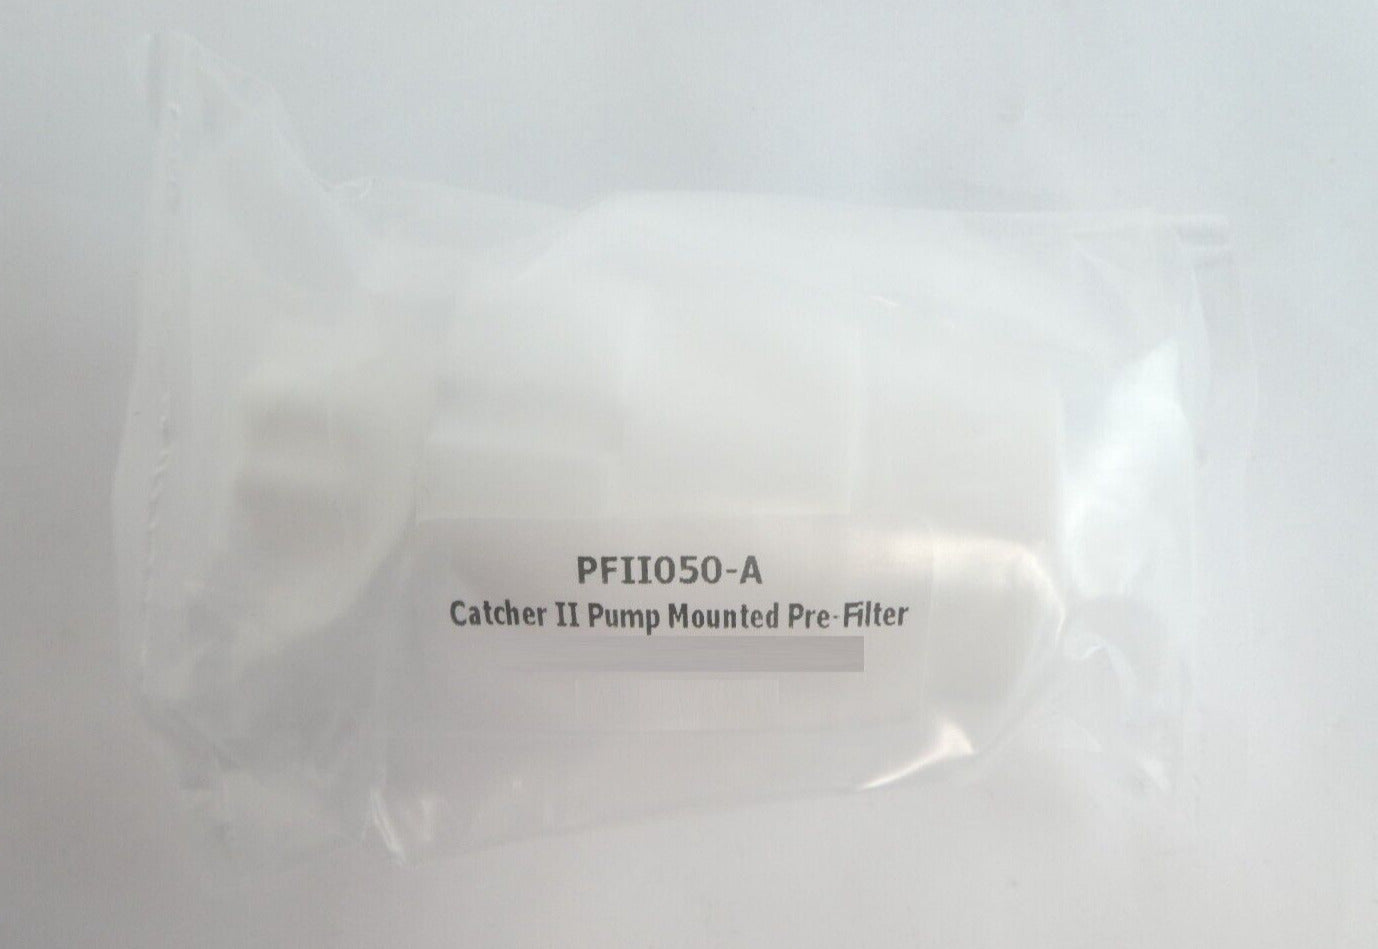 PFII050-A
Catcher II Pump Mounted Pre-Filter